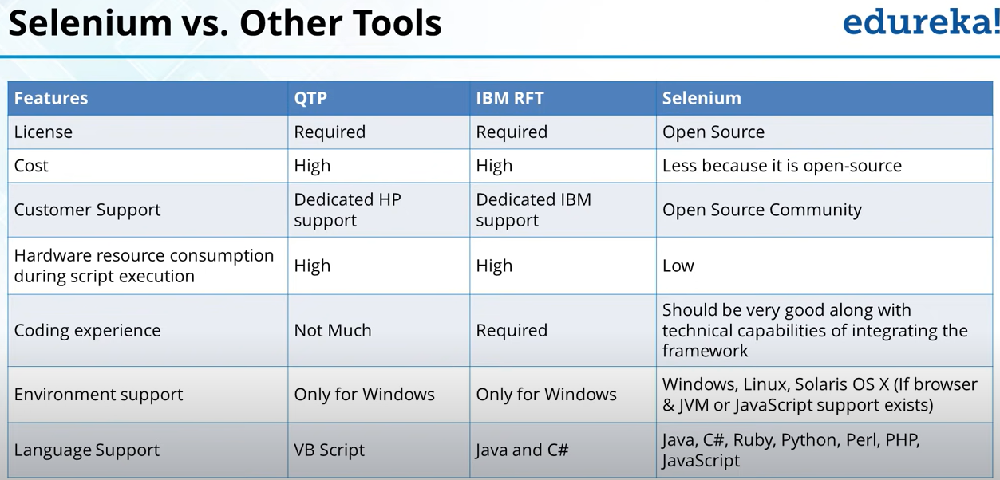 Selenium vs. Other Tools
edureka!
Features QTP IBM RFT Selenium
License Required Required Open Source
Cost High High Less because it is open-source
Customer Support
Dedicated HP
support
Dedicated IBM
support
Open Source Community
Hardware resource consumption
during script execution
High High Low
Coding experience Not Much Required
Should be very good along with
technical capabilities of integrating the
framework
Environment support Only for Windows Only for Windows
Windows, Linux, Solaris OS X (If browser
& JVM or JavaScript support exists)
Language Support VB Script Java and C#
Java, C#, Ruby, Python, Perl, PHP,
JavaScript